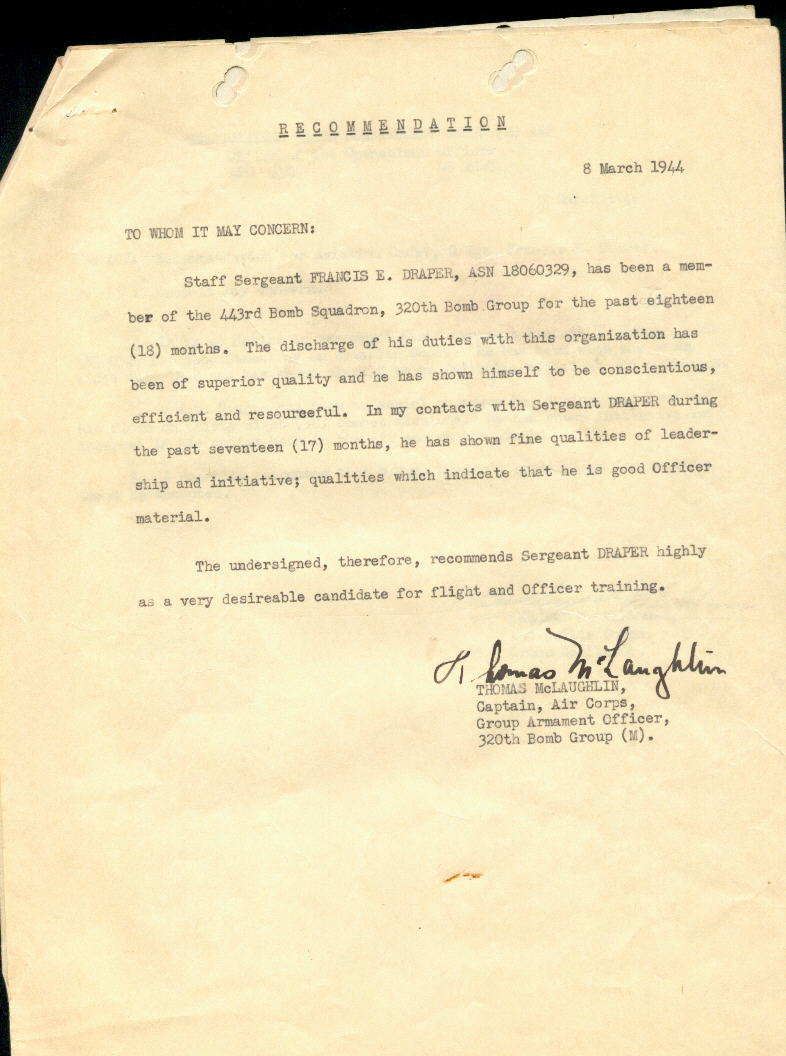 RECOMMENDATION
8 March 1944
TO WHOM IT MAY CONCERN:
Staff Sergeant FRANCIS E. DRAPER, ASN 18060329, has been a mem-
ber of the 443rd Bomb Squadron, 320th Bomb Group for the past eighteen
(18) months. The discharge of his duties with this organization has
been of superior quality and he has shown himself to be conscientious,
efficient and resourceful. In my contacts with Sergeant DRAPER during
the past seventeen (17) months, he has shown fine qualities of leader-
ship and initiative; qualities which indicate that he is good Officer
material.
The undersigned, therefore, recommends Sergeant DRAPER highly
as a very desireable candidate for flight and Officer training.
Thomas McLaughlin
THOMAS McLAUGHLIN,
Captain, Air Corps,
Group Armament Officer,
320th Bomb Group (M).